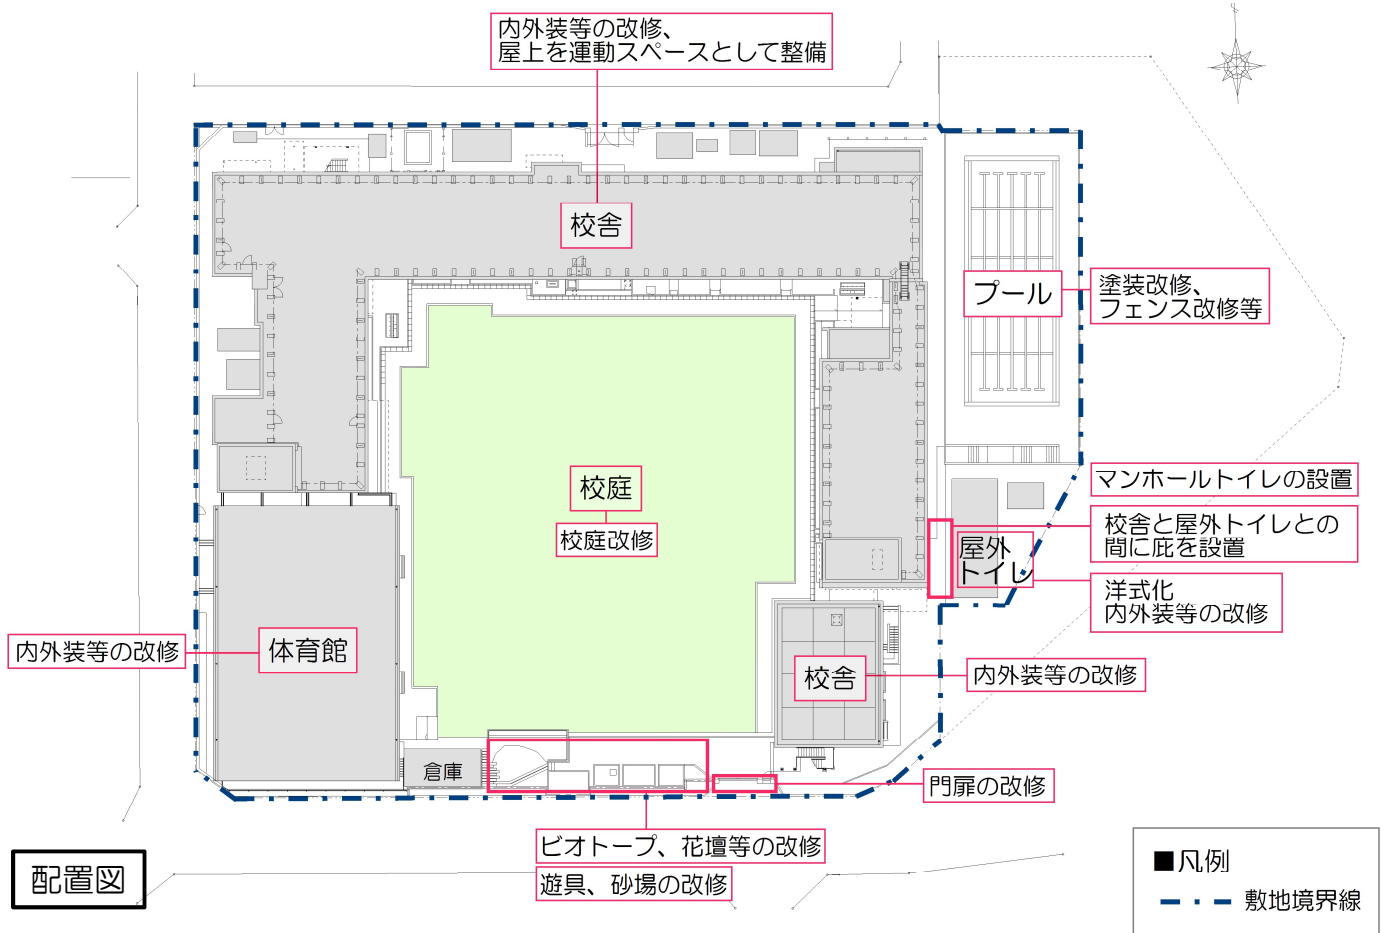 内外装等の改修、
屋上を運動スペースとして整備
校舎
プール
塗装改修、
フェンス改修等
校庭
校庭改修
マンホールトイレの設置
校舎と屋外トイレとの
間に庇を設置
屋外
トイレ
洋式化
内外装等の改修
内外装等の改修
体育館
校舎
内外装等の改修
倉庫
門扉の改修
ビオトープ、花壇等の改修
遊具、砂場の改修
配置図
■凡例
敷地境界線